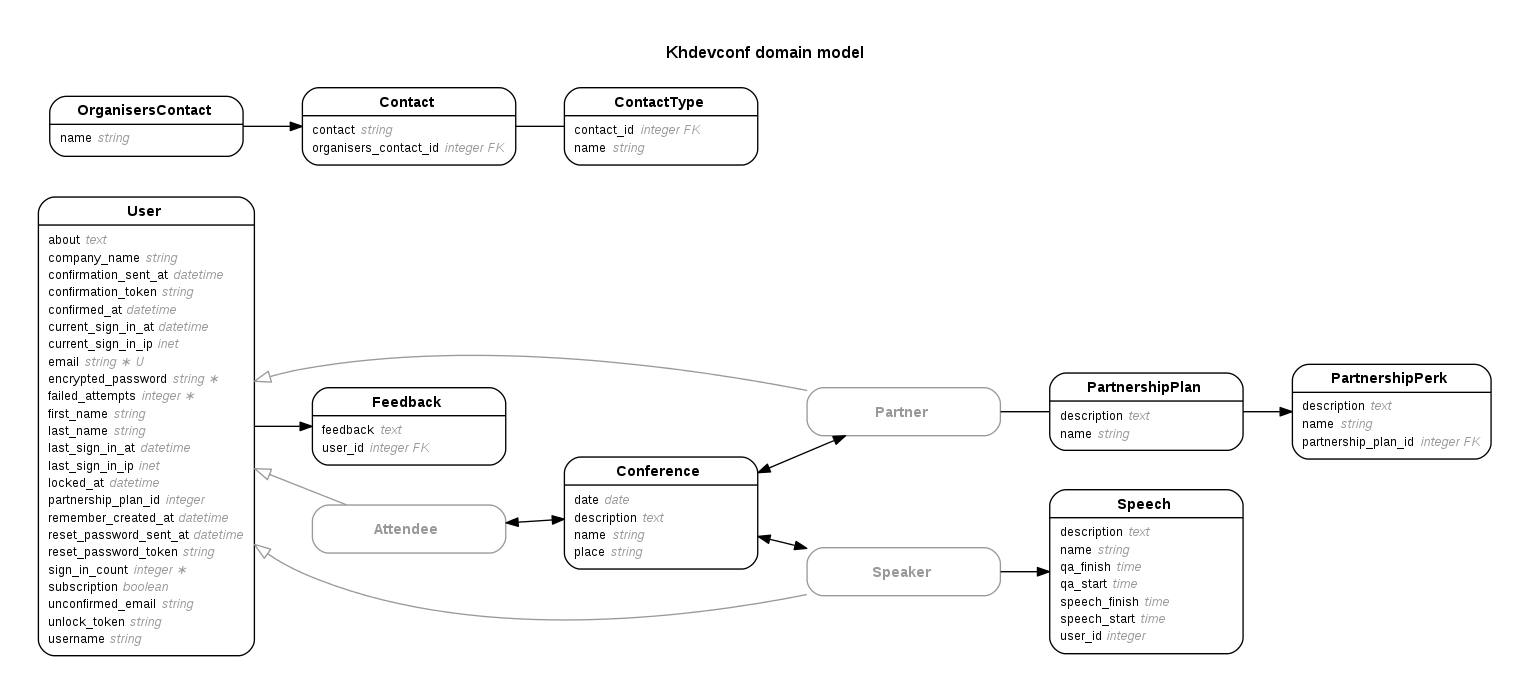 Khdevconf domain model
OrganisersContact
name string
Contact
contact string
organisers_contact_id integer FK
ContactType
contact_id integer FK
name string
User
about text
company_name string
confirmation_sent_at datetime
confirmation_token string
confirmed_at datetime
current_sign_in_at datetime
current_sign_in_ip inet
email string ∗ U
encrypted_password string ∗
failed_attempts integer ∗
first_name string
last_name string
last_sign_in_at datetime
last_sign_in_ip inet
locked_at datetime
partnership_plan_id integer
remember_created_at datetime
reset_password_sent_at datetime
reset_password_token string
sign_in_count integer ∗
subscription boolean
unconfirmed_email string
unlock_token string
username string
Feedback
feedback text
user_id integer FK
Attendee
Conference
date date
description text
name string
place string
Partner
Speaker
PartnershipPlan
description text
name string
PartnershipPerk
description text
name string
partnership_plan_id integer FK
Speech
description text
name string
qa_finish time
qa_start time
speech_finish time
speech_start time
user_id integer